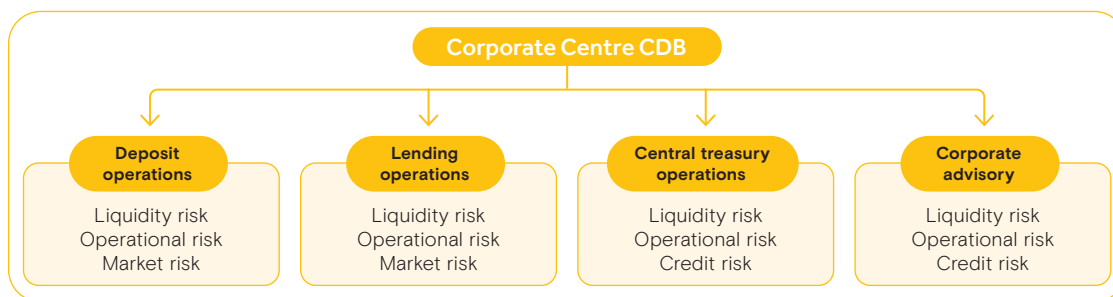 Corporate Centre CDB
Deposit
operations
Liquidity risk
Operational risk
Market risk
Lending
operations
Liquidity risk
Operational risk
Market risk
Central treasury
operations
Liquidity risk
Operational risk
Credit risk
Corporate
advisory
Liquidity risk
Operational risk
Credit risk